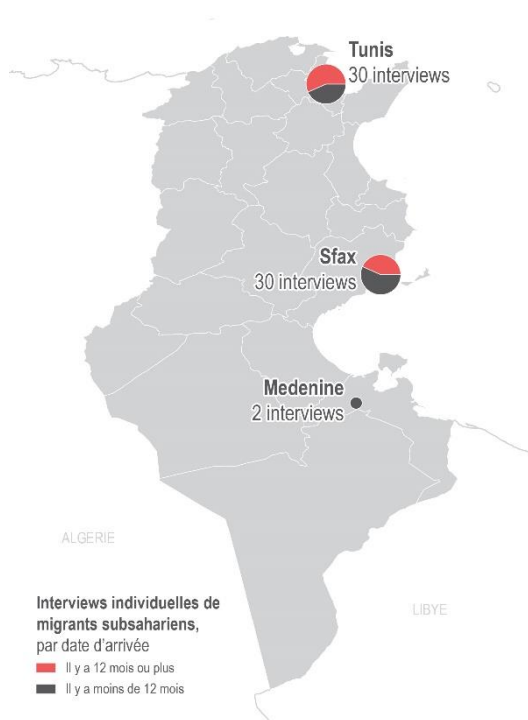 Tunis
30 interviews
Sfax
30 interviews
Medenine
2 interviews
ALGERIE
LIBYE
Interviews individuelles de
migrants subsahariens,
par date d'arrivée
Il y a 12 mois ou plus
Il y a moins de 12 mois